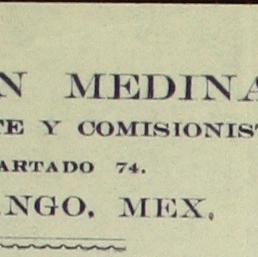 N MEDINA
TE Y COMISIONIST
ARTADO 74.
NGO, MEX.